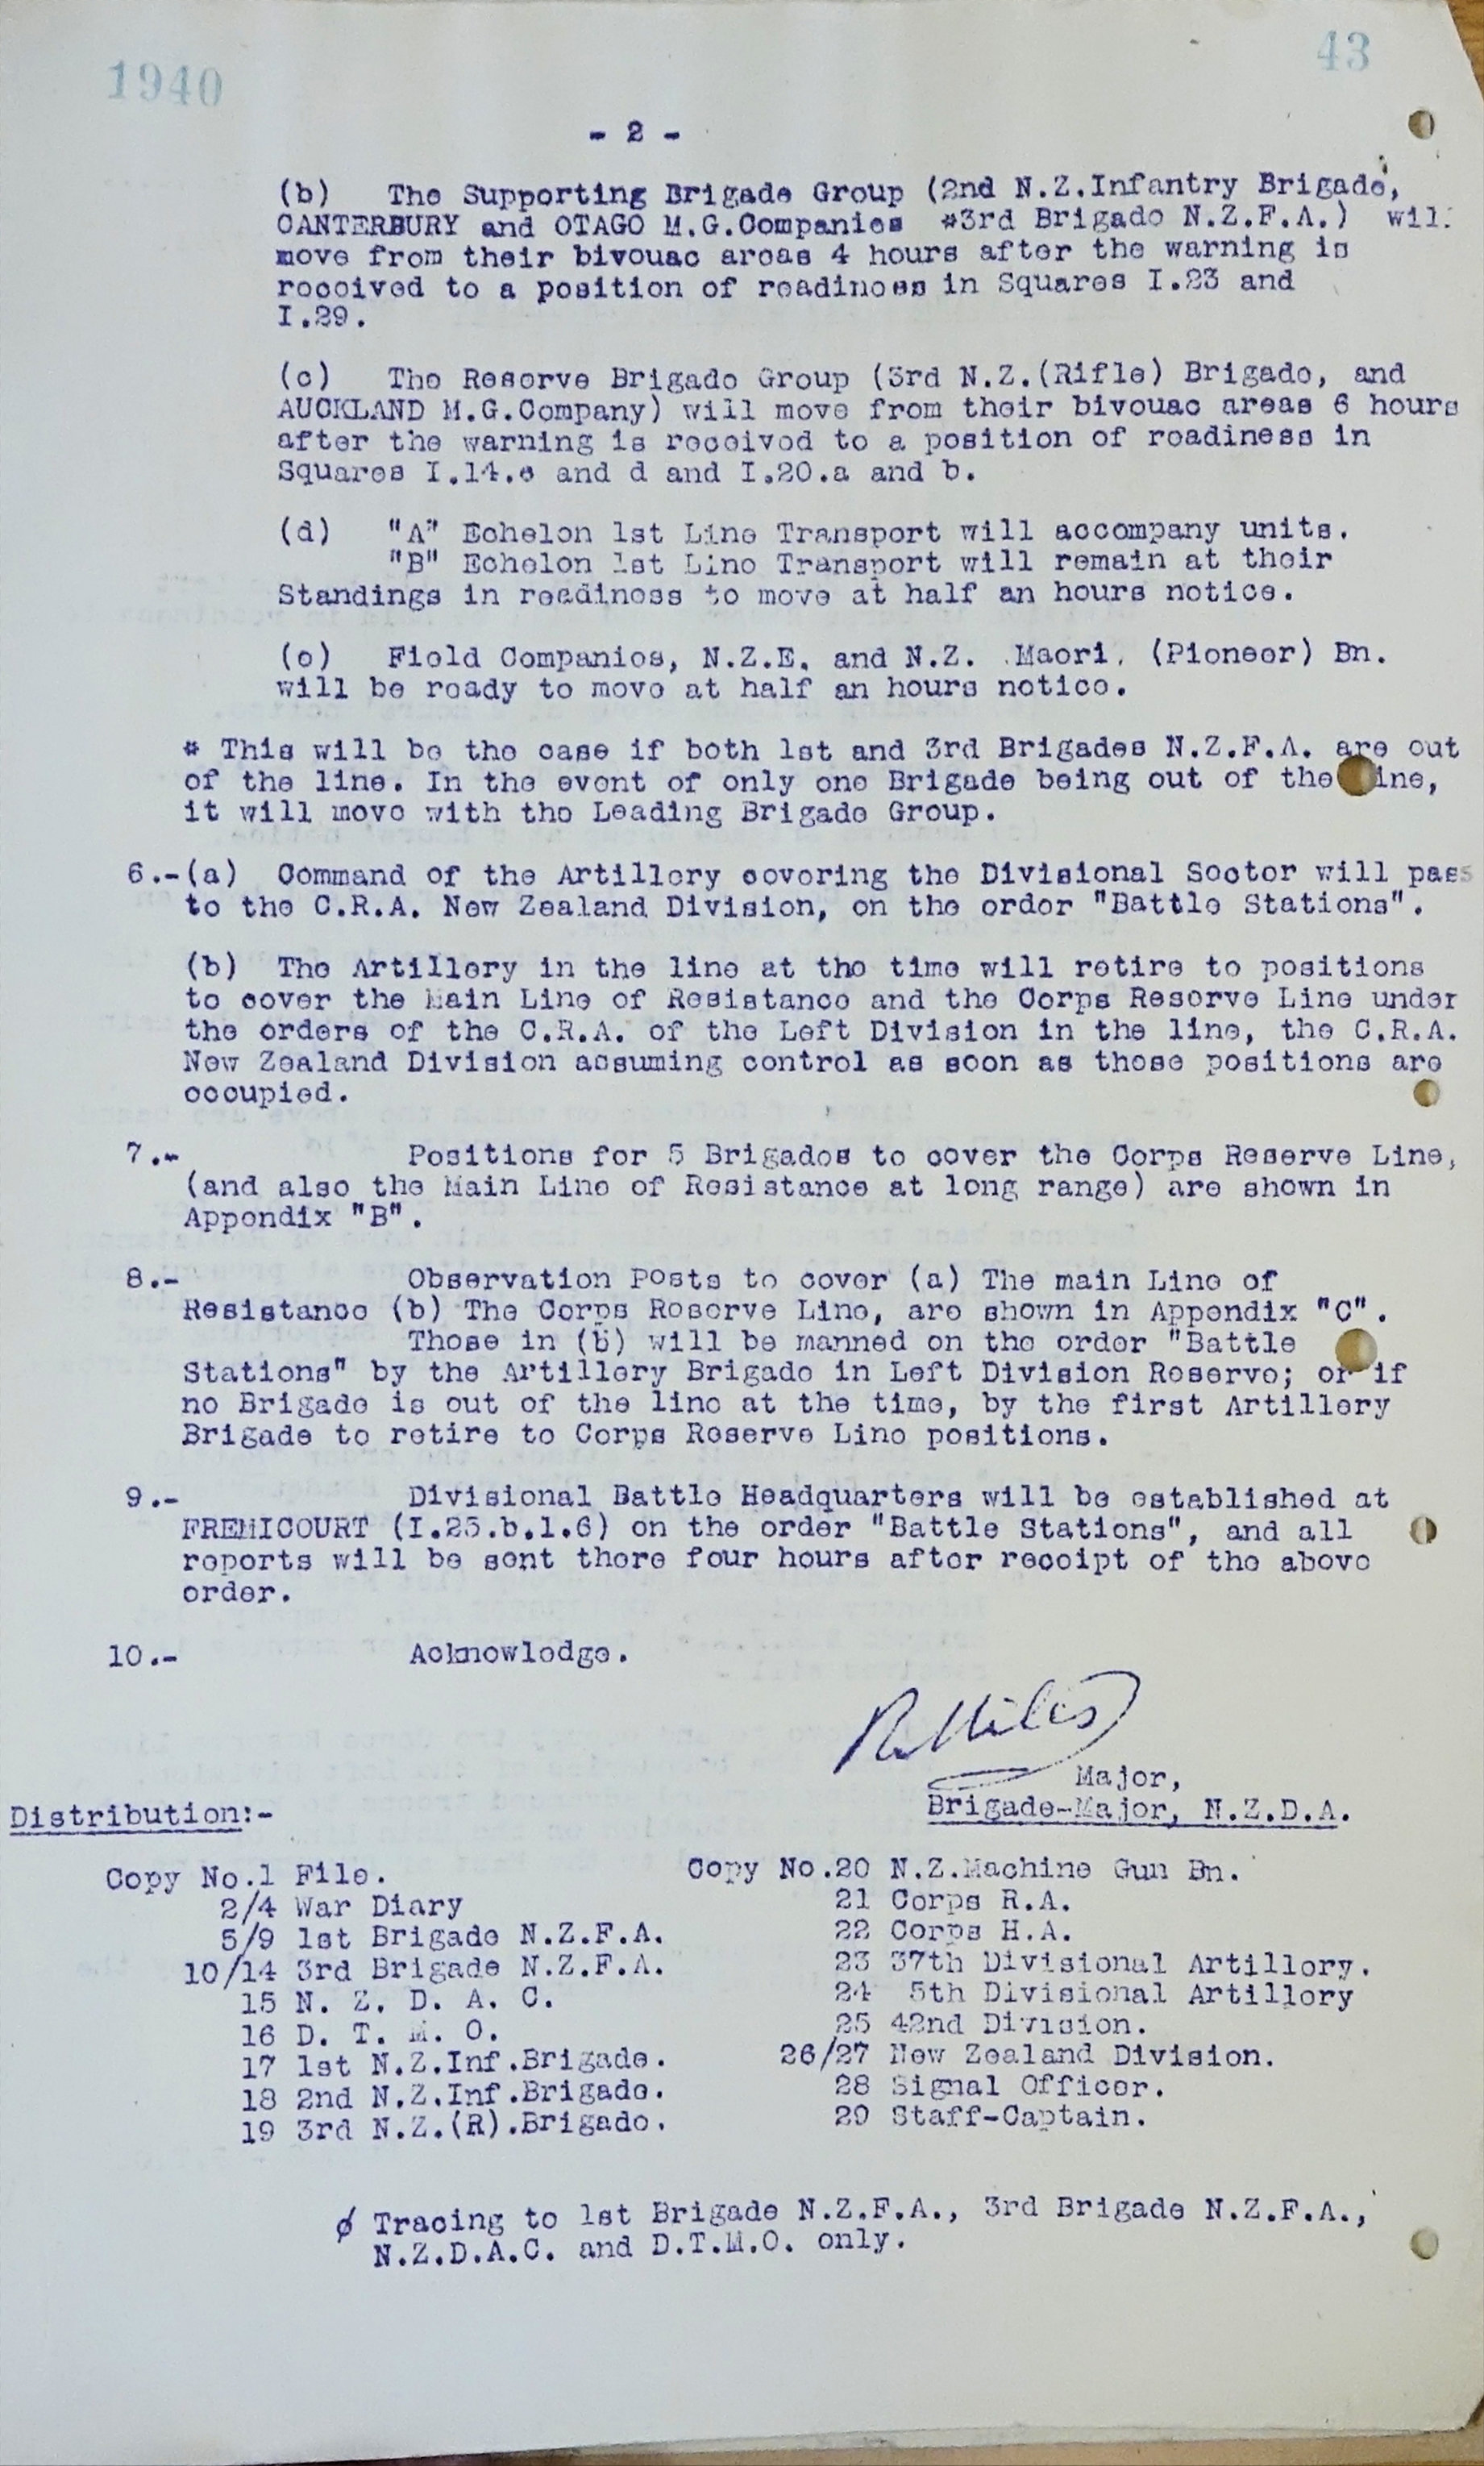 1940
43
- 2 -
(b) The Supporting Brigade Group (2nd N.Z.Infantry Brigade,
CANTERBURY and OTAGO M.G.Companies *3rd Brigade N.Z.F.A.) will
move from their bivouac areas 4 hours after the warning is
received to a position of readiness in Squares I.23 and
I.29.
(c) The Reserve Brigade Group (3rd N.Z.(Rifle) Brigade, and
AUCKLAND M.G.Company) will move from their bivouac areas 6 hours
after the warning is received to a position of readiness in
Squares I.14.c and d and I.20.a and b.
(d) "A" Echelon 1st Line Transport will accompany units.
"B" Echelon 1st Line Transport will remain at their
Standings in readiness to move at half an hours notice.
(e) Field Companies, N.Z.E. and N.Z. Maori. (Pioneer) Bn.
will be ready to move at half an hours notice.
* This will be the case if both 1st and 3rd Brigades N.Z.F.A. are out
of the line. In the event of only one Brigade being out of the line,
it will move with the Leading Brigade Group.
6.-(a) Command of the Artillery covering the Divisional Sector will pass
to the C.R.A. New Zealand Division, on the order "Battle Stations".
(b) The Artillery in the line at the time will retire to positions
to cover the Main Line of Resistance and the Corps Reserve Line under
the orders of the C.R.A. of the Left Division in the line, the C.R.A.
New Zealand Division assuming control as soon as those positions are
occupied.
7.- Positions for 5 Brigades to cover the Corps Reserve Line,
(and also the Main Line of Resistance at long range) are shown in
Appendix "B".
8.- Observation Posts to cover (a) The main Line of
Resistance (b) The Corps Reserve Line, are shown in Appendix "C".
Those in (b) will be manned on the order "Battle
Stations" by the Artillery Brigade in Left Division Reserve; or if
no Brigade is out of the line at the time, by the first Artillery
Brigade to retire to Corps Reserve Line positions.
9.- Divisional Battle Headquarters will be established at
FREMICOURT (I.25.b.1.6) on the order "Battle Stations", and all
reports will be sent there four hours after receipt of the above
order.
10.- Acknowledge.
R Miles
Major,
Brigade-Major, N.Z.D.A.
Distribution:-
Copy No.1 File.
2/4 War Diary
5/9 1st Brigade N.Z.F.A.
10/14 3rd Brigade N.Z.F.A.
15 N. Z. D. A. C.
16 D. T. M. O.
17 1st N.Z.Inf.Brigade.
18 2nd N.Z.Inf.Brigade.
19 3rd N.Z.(R).Brigade.
Copy No.20 N.Z.Machine Gun Bn.
21 Corps R.A.
22 Corps H.A.
23 37th Divisional Artillery.
24 5th Divisional Artillery
25 42nd Division.
26/27 New Zealand Division.
28 Signal Officer.
29 Staff-Captain.
∅ Tracing to 1st Brigade N.Z.F.A., 3rd Brigade N.Z.F.A.,
N.Z.D.A.C. and D.T.M.O. only.